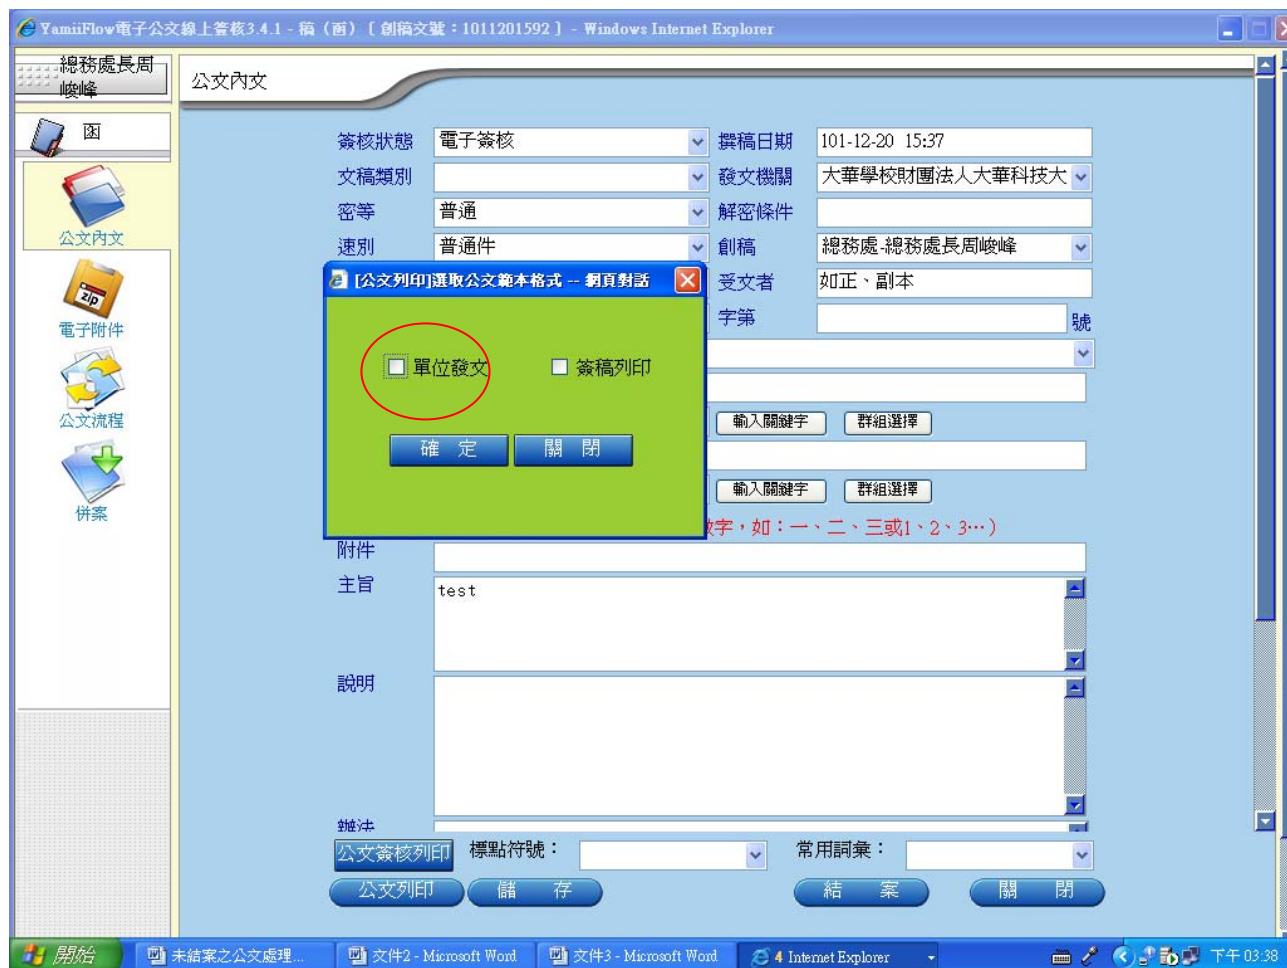 YamiiFlow電子公文線上簽核3.4.1 - 稿（函）〔 創稿文號：1011201592 〕 - Windows Internet Explorer
總務處長周
峻峰
公文內文
函
公文內文
電子附件
公文流程
併案
簽核狀態 電子簽核 撰稿日期 101-12-20 15:37
文稿類別 發文機關 大華學校財團法人大華科技大
密等 普通 解密條件
速別 普通件 創稿 總務處-總務處長周峻峰
[公文列印]選取公文範本格式 -- 網頁對話
受文者 如正、副本
字第 號
單位發文 簽稿列印
輸入關鍵字 群組選擇
確 定 關 閉
輸入關鍵字 群組選擇
字，如：一、二、三或1、2、3…）
附件
主旨 test
說明
辦法
公文簽核列印 標點符號： 常用詞彙：
公文列印 儲 存 結 案 關 閉
開始 未結案之公文處理... 文件2 - Microsoft Word 文件3 - Microsoft Word 4 Internet Explorer 下午 03:38